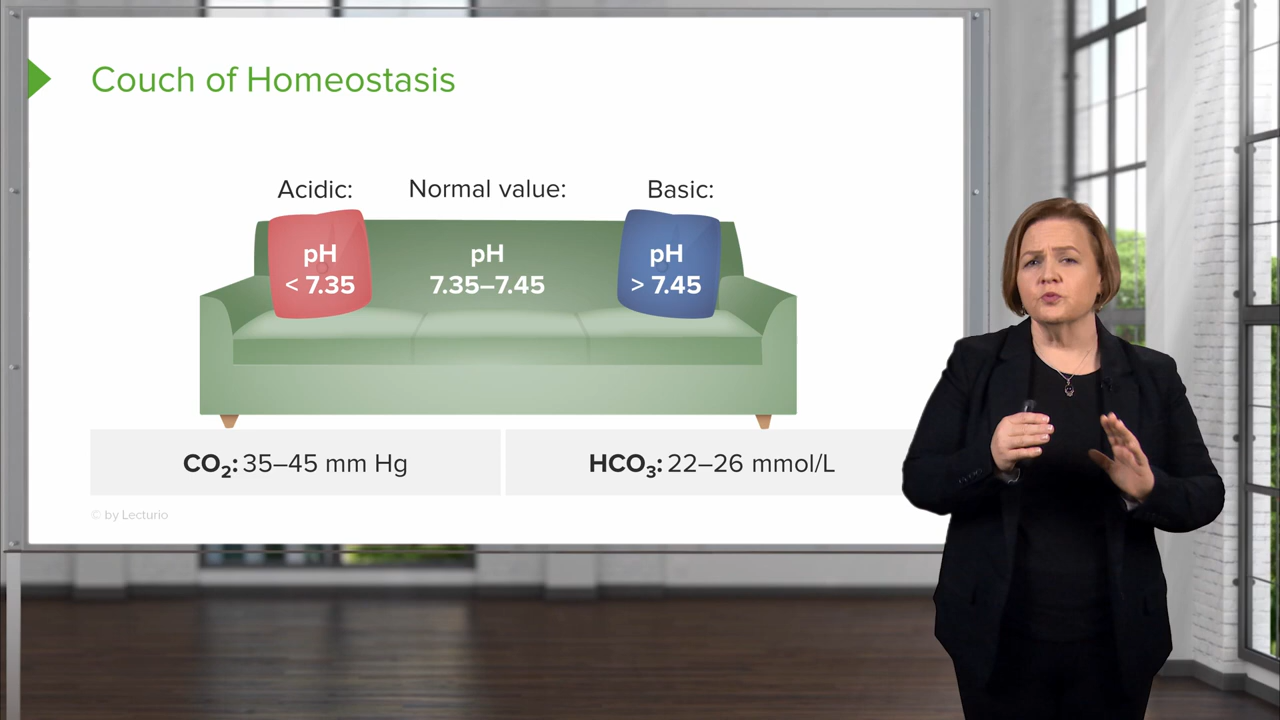 Couch of Homeostasis
Acidic: Normal value: Basic:
pH pH pH
< 7.35 7.35–7.45 > 7.45
CO₂: 35–45 mm Hg HCO₃: 22–26 mmol/L
© by Lecturio